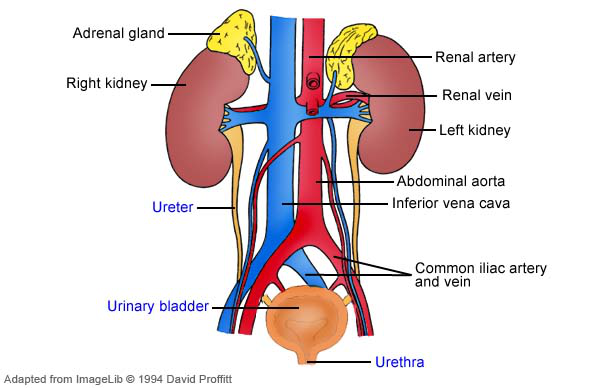 Adrenal gland
Renal artery
Right kidney
Renal vein
Left kidney
Abdominal aorta
Ureter
Inferior vena cava
Common iliac artery
and vein
Urinary bladder
Urethra
Adapted from ImageLib © 1994 David Proffitt